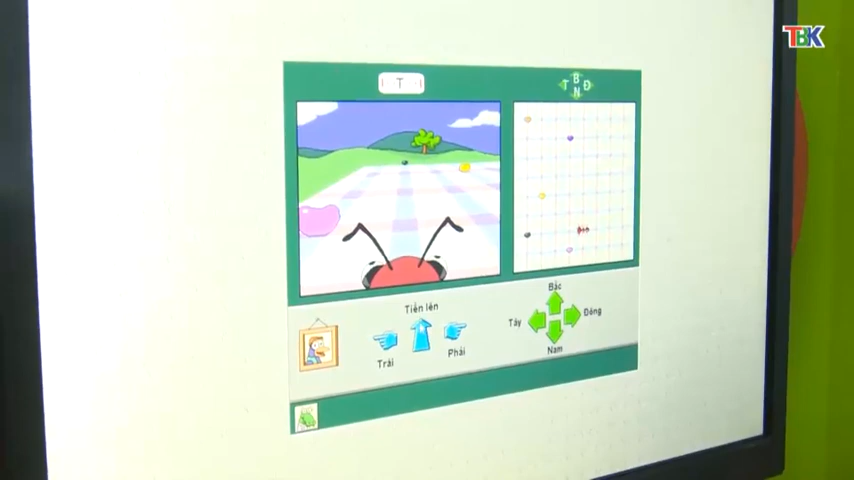 TBK
T
B
T Đ
N
Tiến lên
Trái
Phải
Bắc
Tây
Đông
Nam